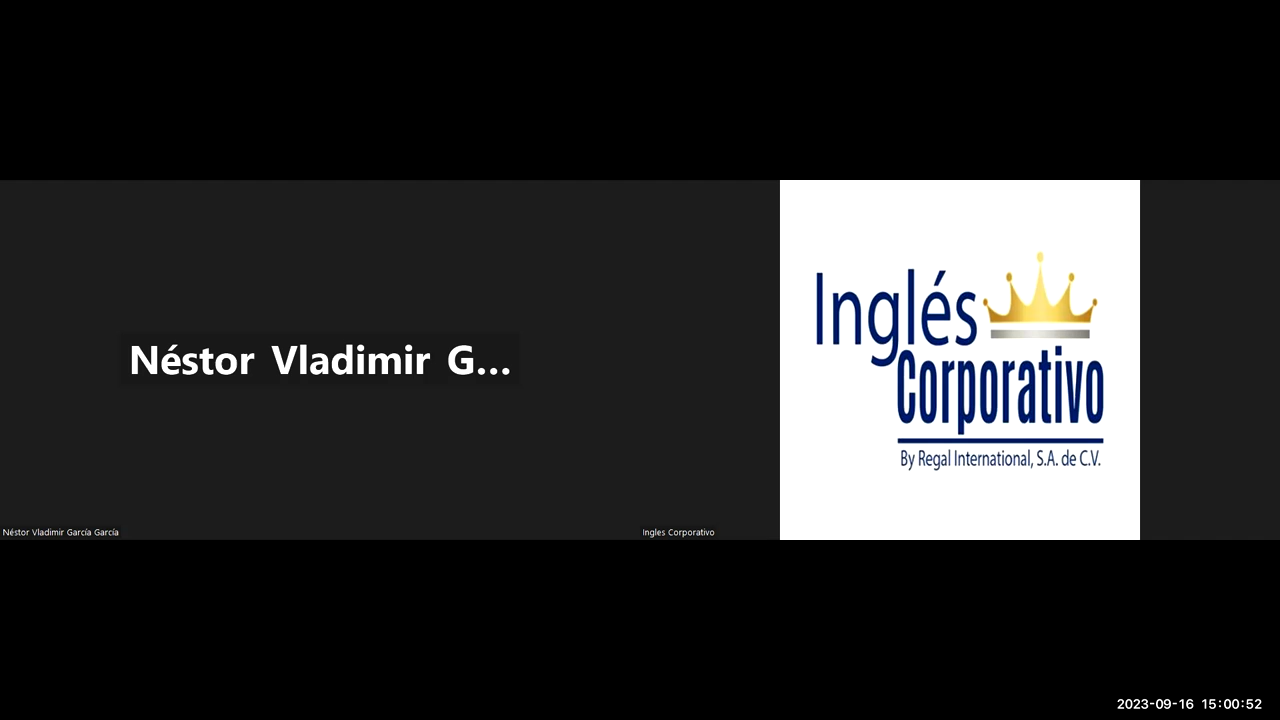 Néstor Vladimir G...
Néstor Vladimir García García
Inglés
Corporativo
By Regal International, S.A. de C.V.
Ingles Corporativo
2023-09-16 15:00:52